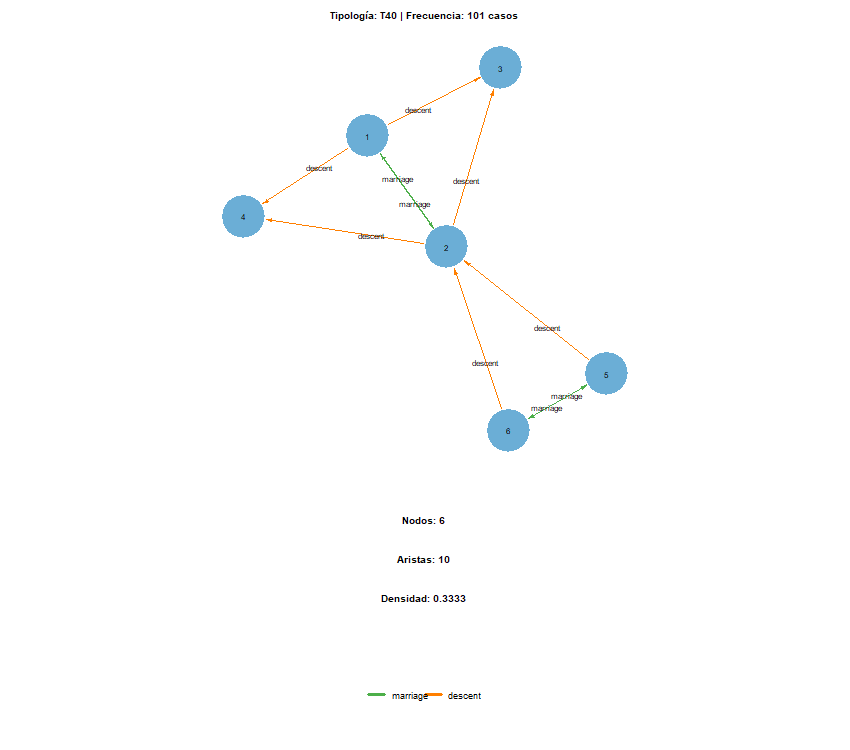 Tipología: T40 | Frecuencia: 101 casos
3
descent
1
descent
marriage
descent
marriage
4
descent
2
descent
descent
5
marriage
marriage
6
Nodos: 6
Aristas: 10
Densidad: 0.3333
marriage descent